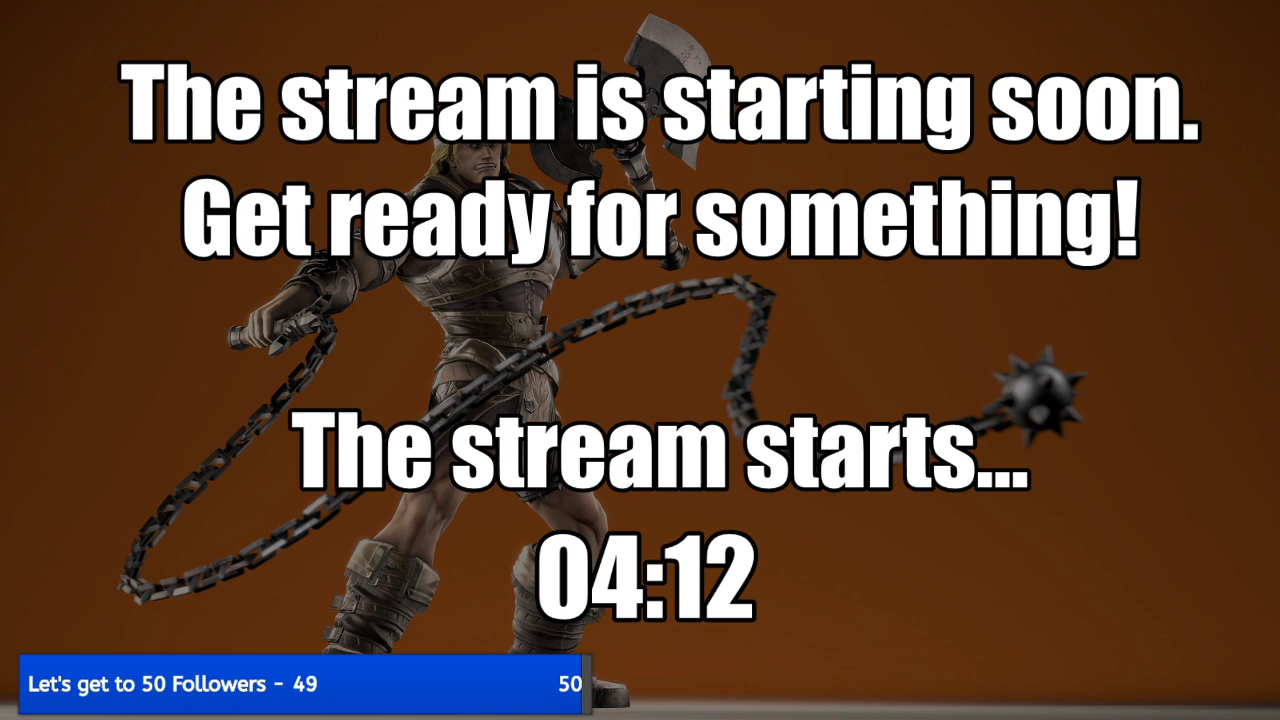 The stream is starting soon.
Get ready for something!
The stream starts...
04:12
Let's get to 50 Followers - 49 50